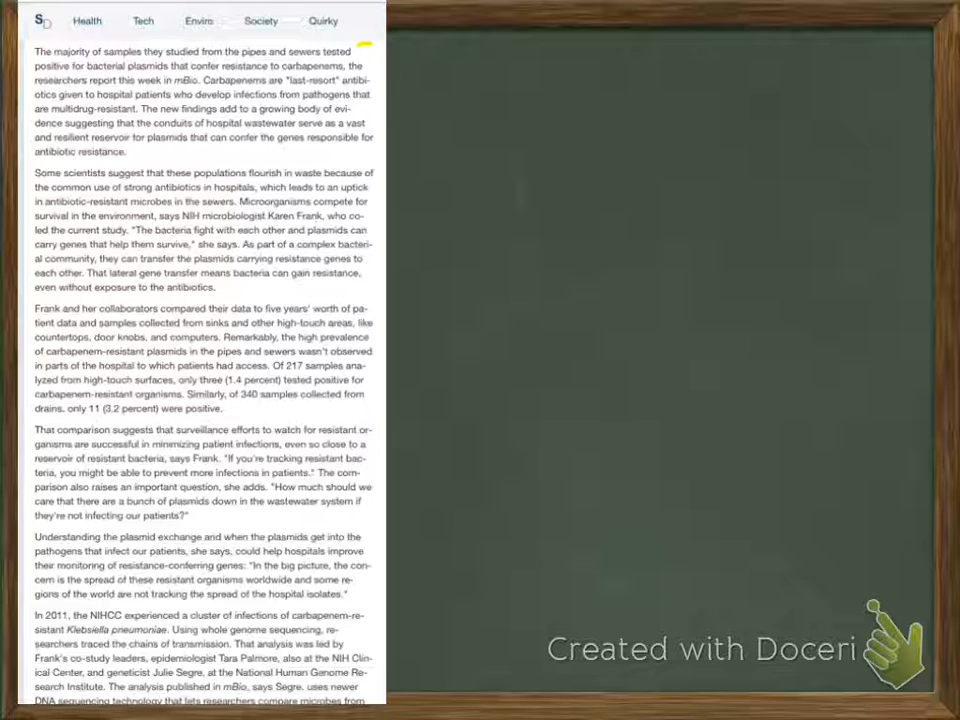 SD Health Tech Enviro Society Quirky
The majority of samples they studied from the pipes and sewers tested
positive for bacterial plasmids that confer resistance to carbapenems, the
researchers report this week in mBio. Carbapenems are "last-resort" antibi-
otics given to hospital patients who develop infections from pathogens that
are multidrug-resistant. The new findings add to a growing body of evi-
dence suggesting that the conduits of hospital wastewater serve as a vast
and resilient reservoir for plasmids that can confer the genes responsible for
antibiotic resistance.
Some scientists suggest that these populations flourish in waste because of
the common use of strong antibiotics in hospitals, which leads to an uptick
in antibiotic-resistant microbes in the sewers. Microorganisms compete for
survival in the environment, says NIH microbiologist Karen Frank, who co-
led the current study. "The bacteria fight with each other and plasmids can
carry genes that help them survive," she says. As part of a complex bacteri-
al community, they can transfer the plasmids carrying resistance genes to
each other. That lateral gene transfer means bacteria can gain resistance,
even without exposure to the antibiotics.
Frank and her collaborators compared their data to five years' worth of pa-
tient data and samples collected from sinks and other high-touch areas, like
countertops, door knobs, and computers. Remarkably, the high prevalence
of carbapenem-resistant plasmids in the pipes and sewers wasn't observed
in parts of the hospital to which patients had access. Of 217 samples ana-
lyzed from high-touch surfaces, only three (1.4 percent) tested positive for
carbapenem-resistant organisms. Similarly, of 340 samples collected from
drains, only 11 (3.2 percent) were positive.
That comparison suggests that surveillance efforts to watch for resistant or-
ganisms are successful in minimizing patient infections, even so close to a
reservoir of resistant bacteria, says Frank. "If you're tracking resistant bac-
teria, you might be able to prevent more infections in patients." The com-
parison also raises an important question, she adds. "How much should we
care that there are a bunch of plasmids down in the wastewater system if
they're not infecting our patients?"
Understanding the plasmid exchange and when the plasmids get into the
pathogens that infect our patients, she says, could help hospitals improve
their monitoring of resistance-conferring genes: "In the big picture, the con-
cern is the spread of these resistant organisms worldwide and some re-
gions of the world are not tracking the spread of the hospital isolates."
In 2011, the NIHCC experienced a cluster of infections of carbapenem-re-
sistant Klebsiella pneumoniae. Using whole genome sequencing, re-
searchers traced the chains of transmission. That analysis was led by
Frank's co-study leaders, epidemiologist Tara Palmore, also at the NIH Clin-
ical Center, and geneticist Julie Segre, at the National Human Genome Re-
search Institute. The analysis published in mBio, says Segre, uses newer
DNA sequencing technology that lets researchers compare microbes from
Created with Doceri